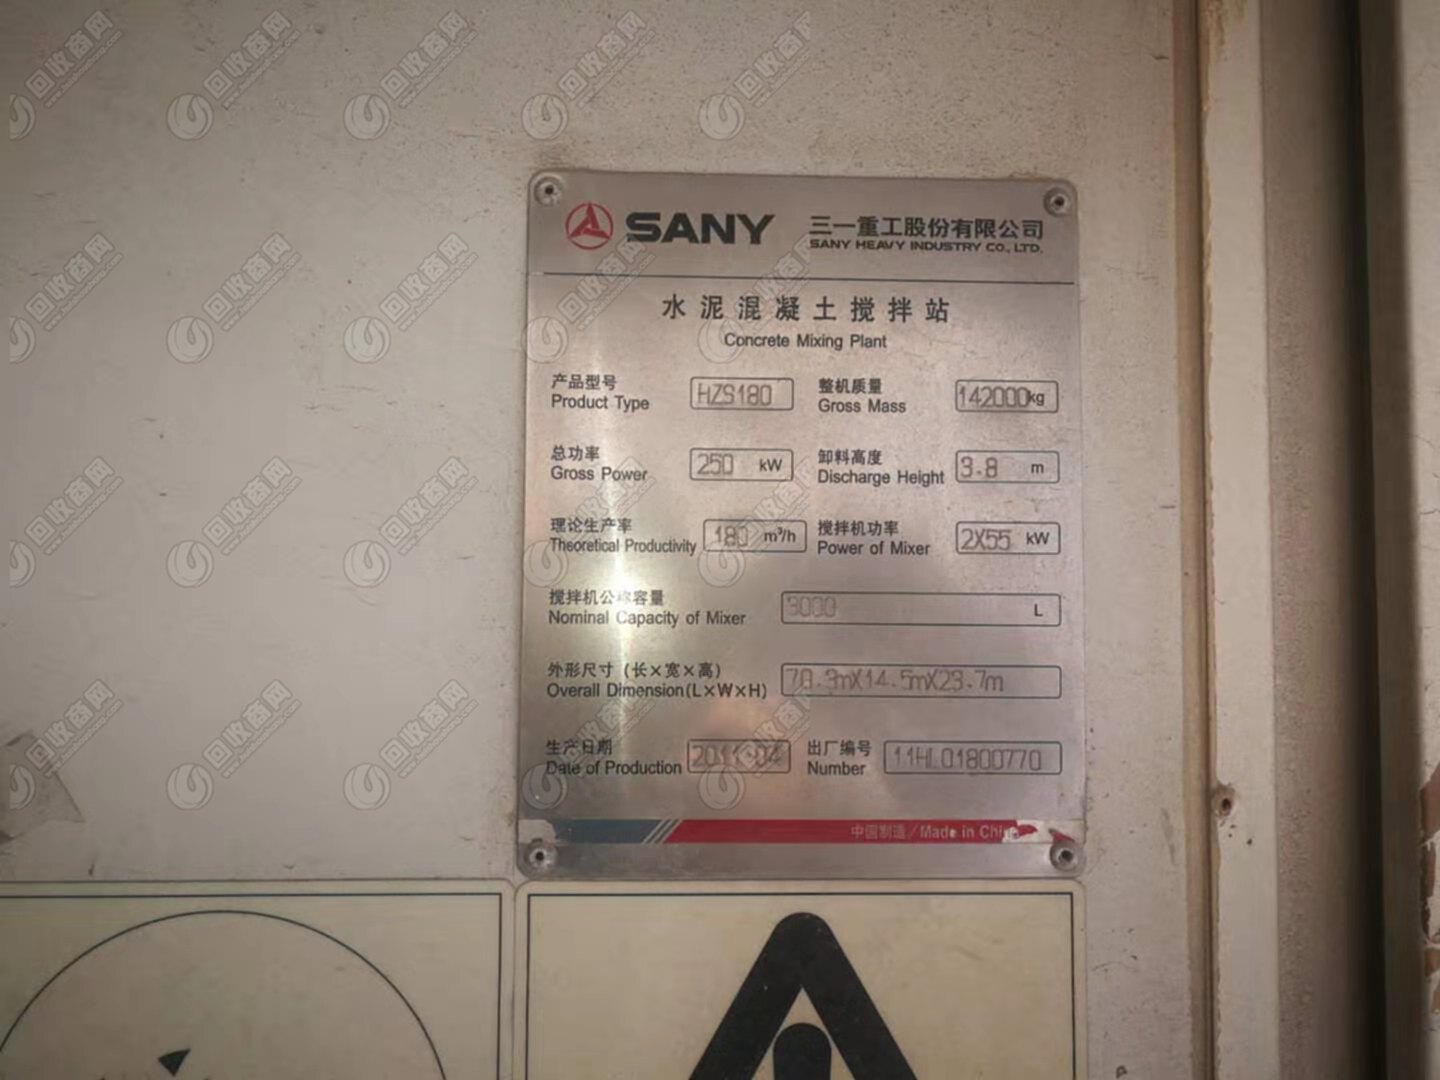 SANY 三一重工股份有限公司
SANY HEAVY INDUSTRY CO., LTD.
水泥混凝土搅拌站
Concrete Mixing Plant
产品型号 HZS180 整机质量 142000kg
Product Type Gross Mass
总功率 250 kW 卸料高度 3.8 m
Gross Power Discharge Height
理论生产率 180 m³/h 搅拌机功率 2X55 kW
Theoretical Productivity Power of Mixer
搅拌机公称容量 3000 L
Nominal Capacity of Mixer
外形尺寸（长×宽×高） 70.3mX14.5mX23.7m
Overall Dimension(L×W×H)
生产日期 2011-04 出厂编号 11HL01800770
Date of Production Number
中国制造/Made in China
回收商网